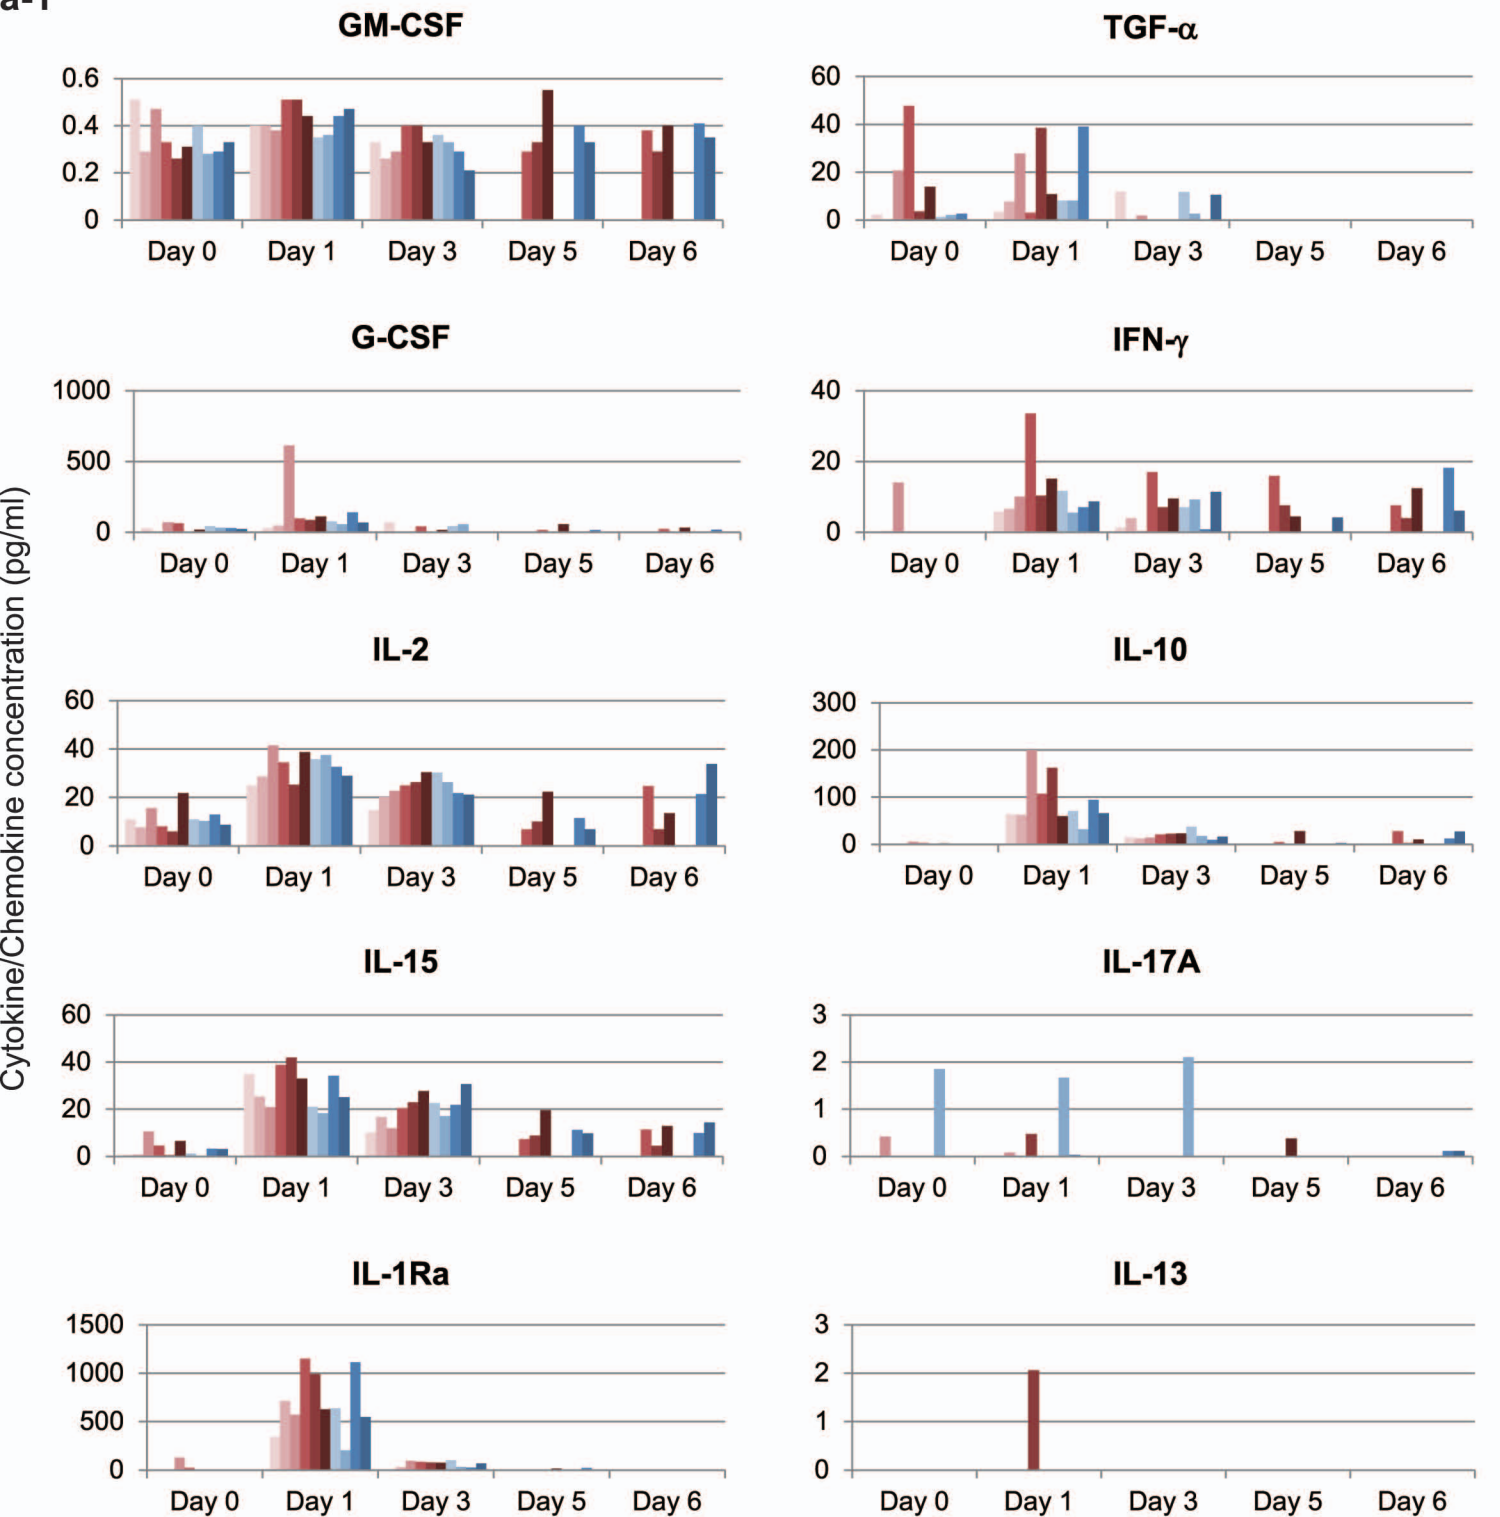 a-1
GM-CSF
0.6
0.4
0.2
0
Day 0 Day 1 Day 3 Day 5 Day 6
TGF-α
60
40
20
0
Day 0 Day 1 Day 3 Day 5 Day 6
G-CSF
1000
500
0
Day 0 Day 1 Day 3 Day 5 Day 6
IFN-γ
40
20
0
Day 0 Day 1 Day 3 Day 5 Day 6
Cytokine/Chemokine concentration (pg/ml)
IL-2
60
40
20
0
Day 0 Day 1 Day 3 Day 5 Day 6
IL-10
300
200
100
0
Day 0 Day 1 Day 3 Day 5 Day 6
IL-15
60
40
20
0
Day 0 Day 1 Day 3 Day 5 Day 6
IL-17A
3
2
1
0
Day 0 Day 1 Day 3 Day 5 Day 6
IL-1Ra
1500
1000
500
0
Day 0 Day 1 Day 3 Day 5 Day 6
IL-13
3
2
1
0
Day 0 Day 1 Day 3 Day 5 Day 6